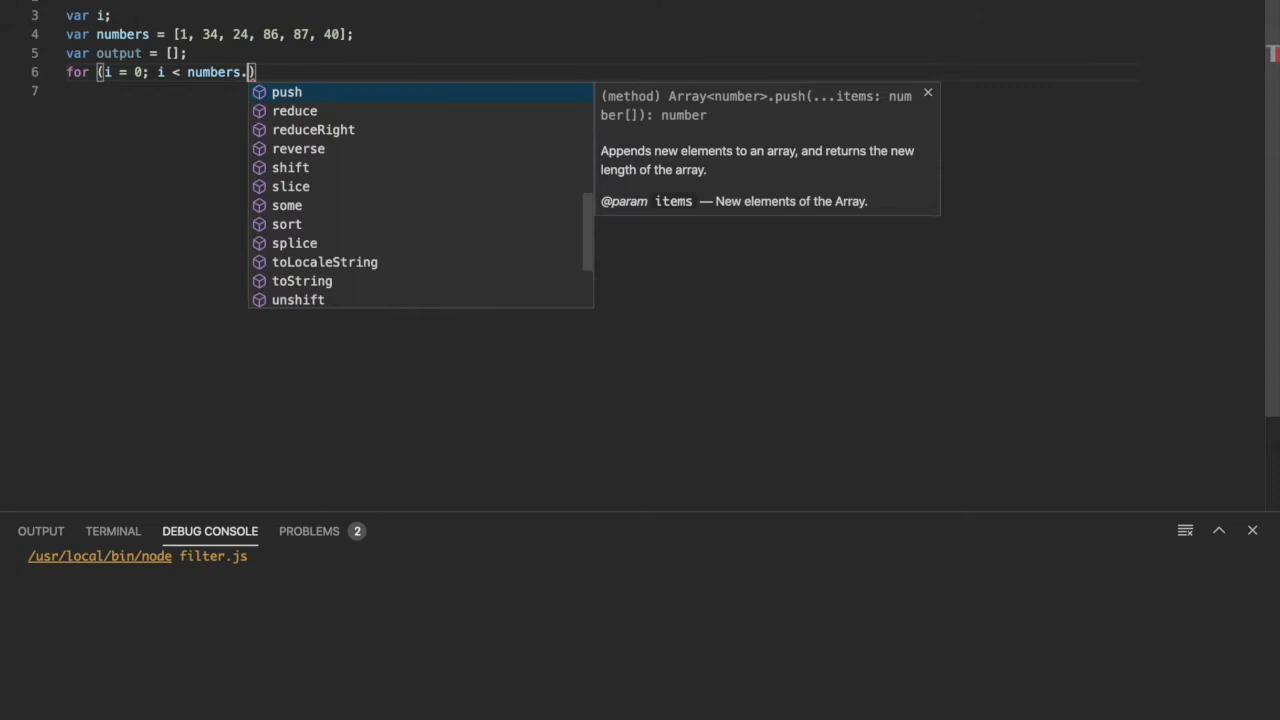 3 var i;
4 var numbers = [1, 34, 24, 86, 87, 40];
5 var output = [];
6 for (i = 0; i < numbers.)
7
push
reduce
reduceRight
reverse
shift
slice
some
sort
splice
toLocaleString
toString
unshift
(method) Array<number>.push(...items: num
ber[]): number
Appends new elements to an array, and returns the new
length of the array.
@param items — New elements of the Array.
OUTPUT TERMINAL DEBUG CONSOLE PROBLEMS 2
/usr/local/bin/node filter.js